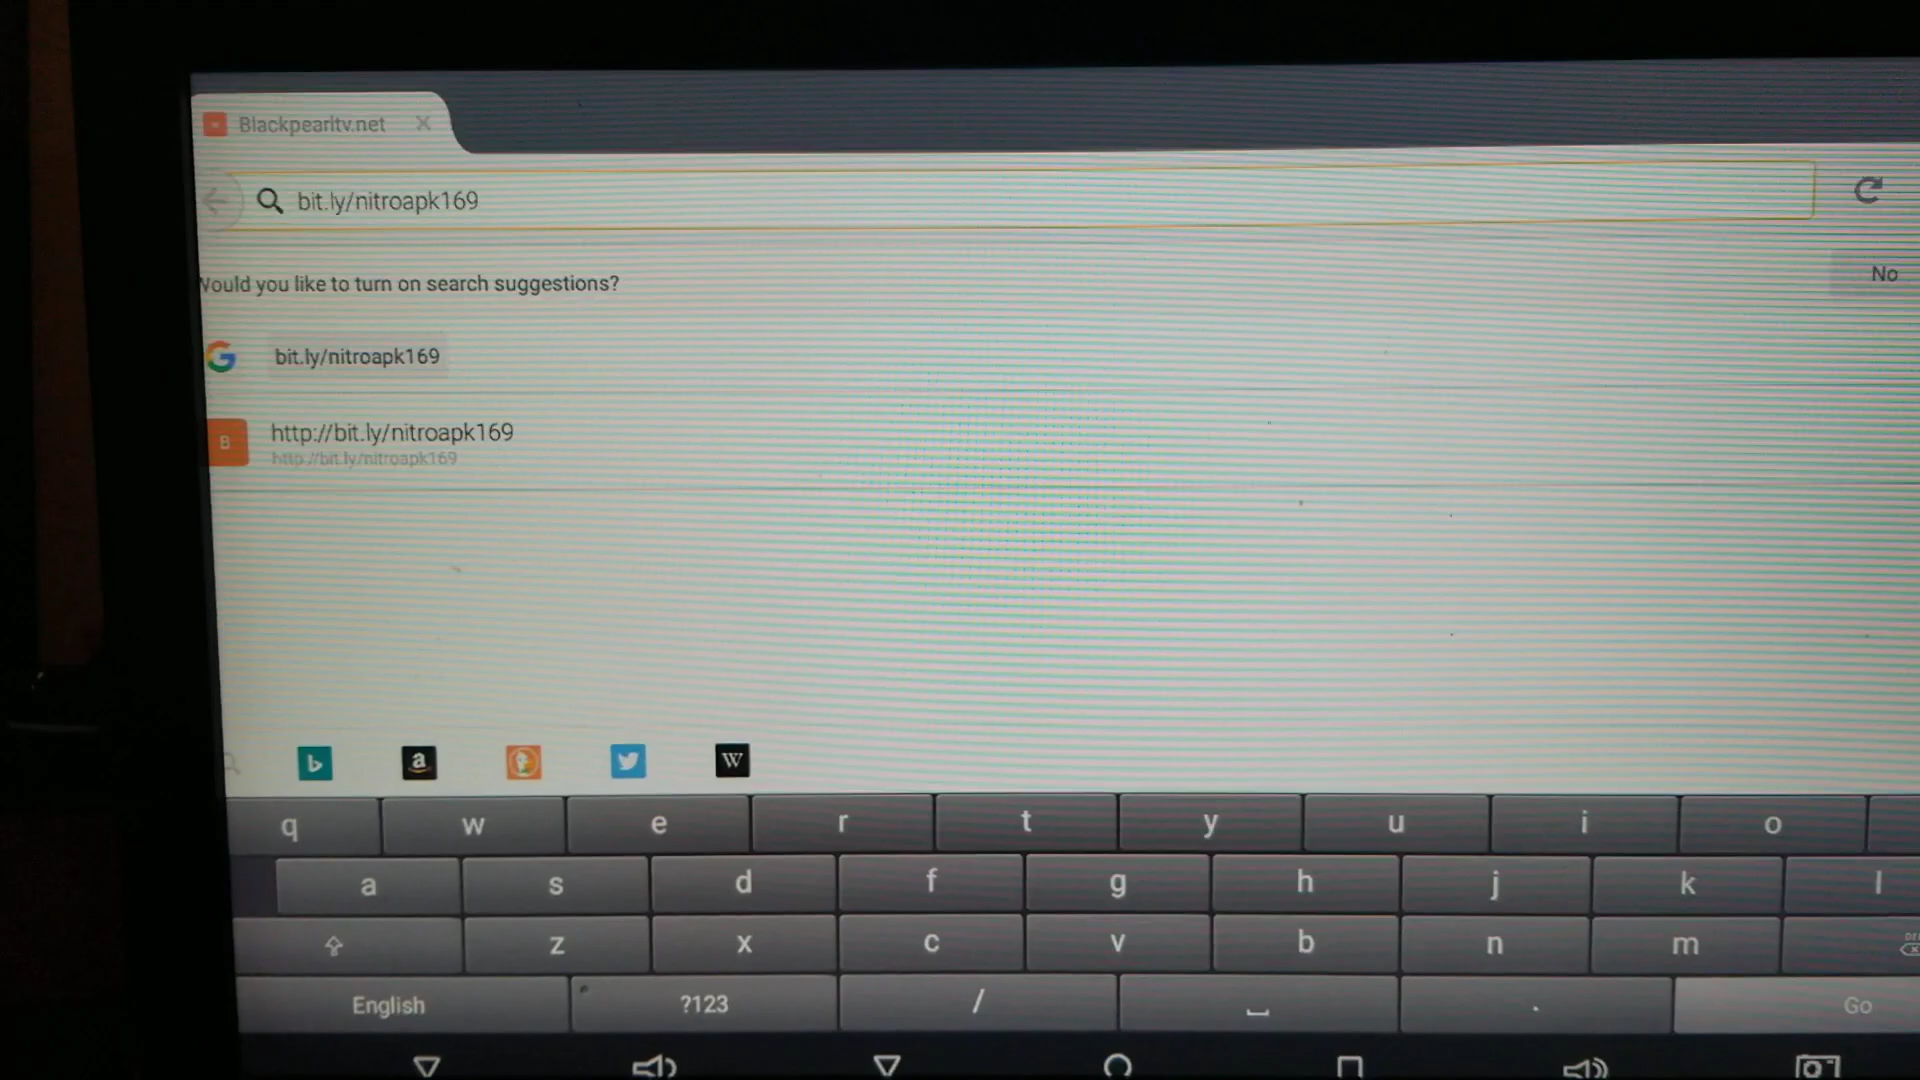 Blackpearltv.net
bit.ly/nitroapk169
Would you like to turn on search suggestions?
No
bit.ly/nitroapk169
B
http://bit.ly/nitroapk169
http://bit.ly/nitroapk169
b a W
q w e r t y u i o
a s d f g h j k l
z x c v b n m
English ?123 / . Go